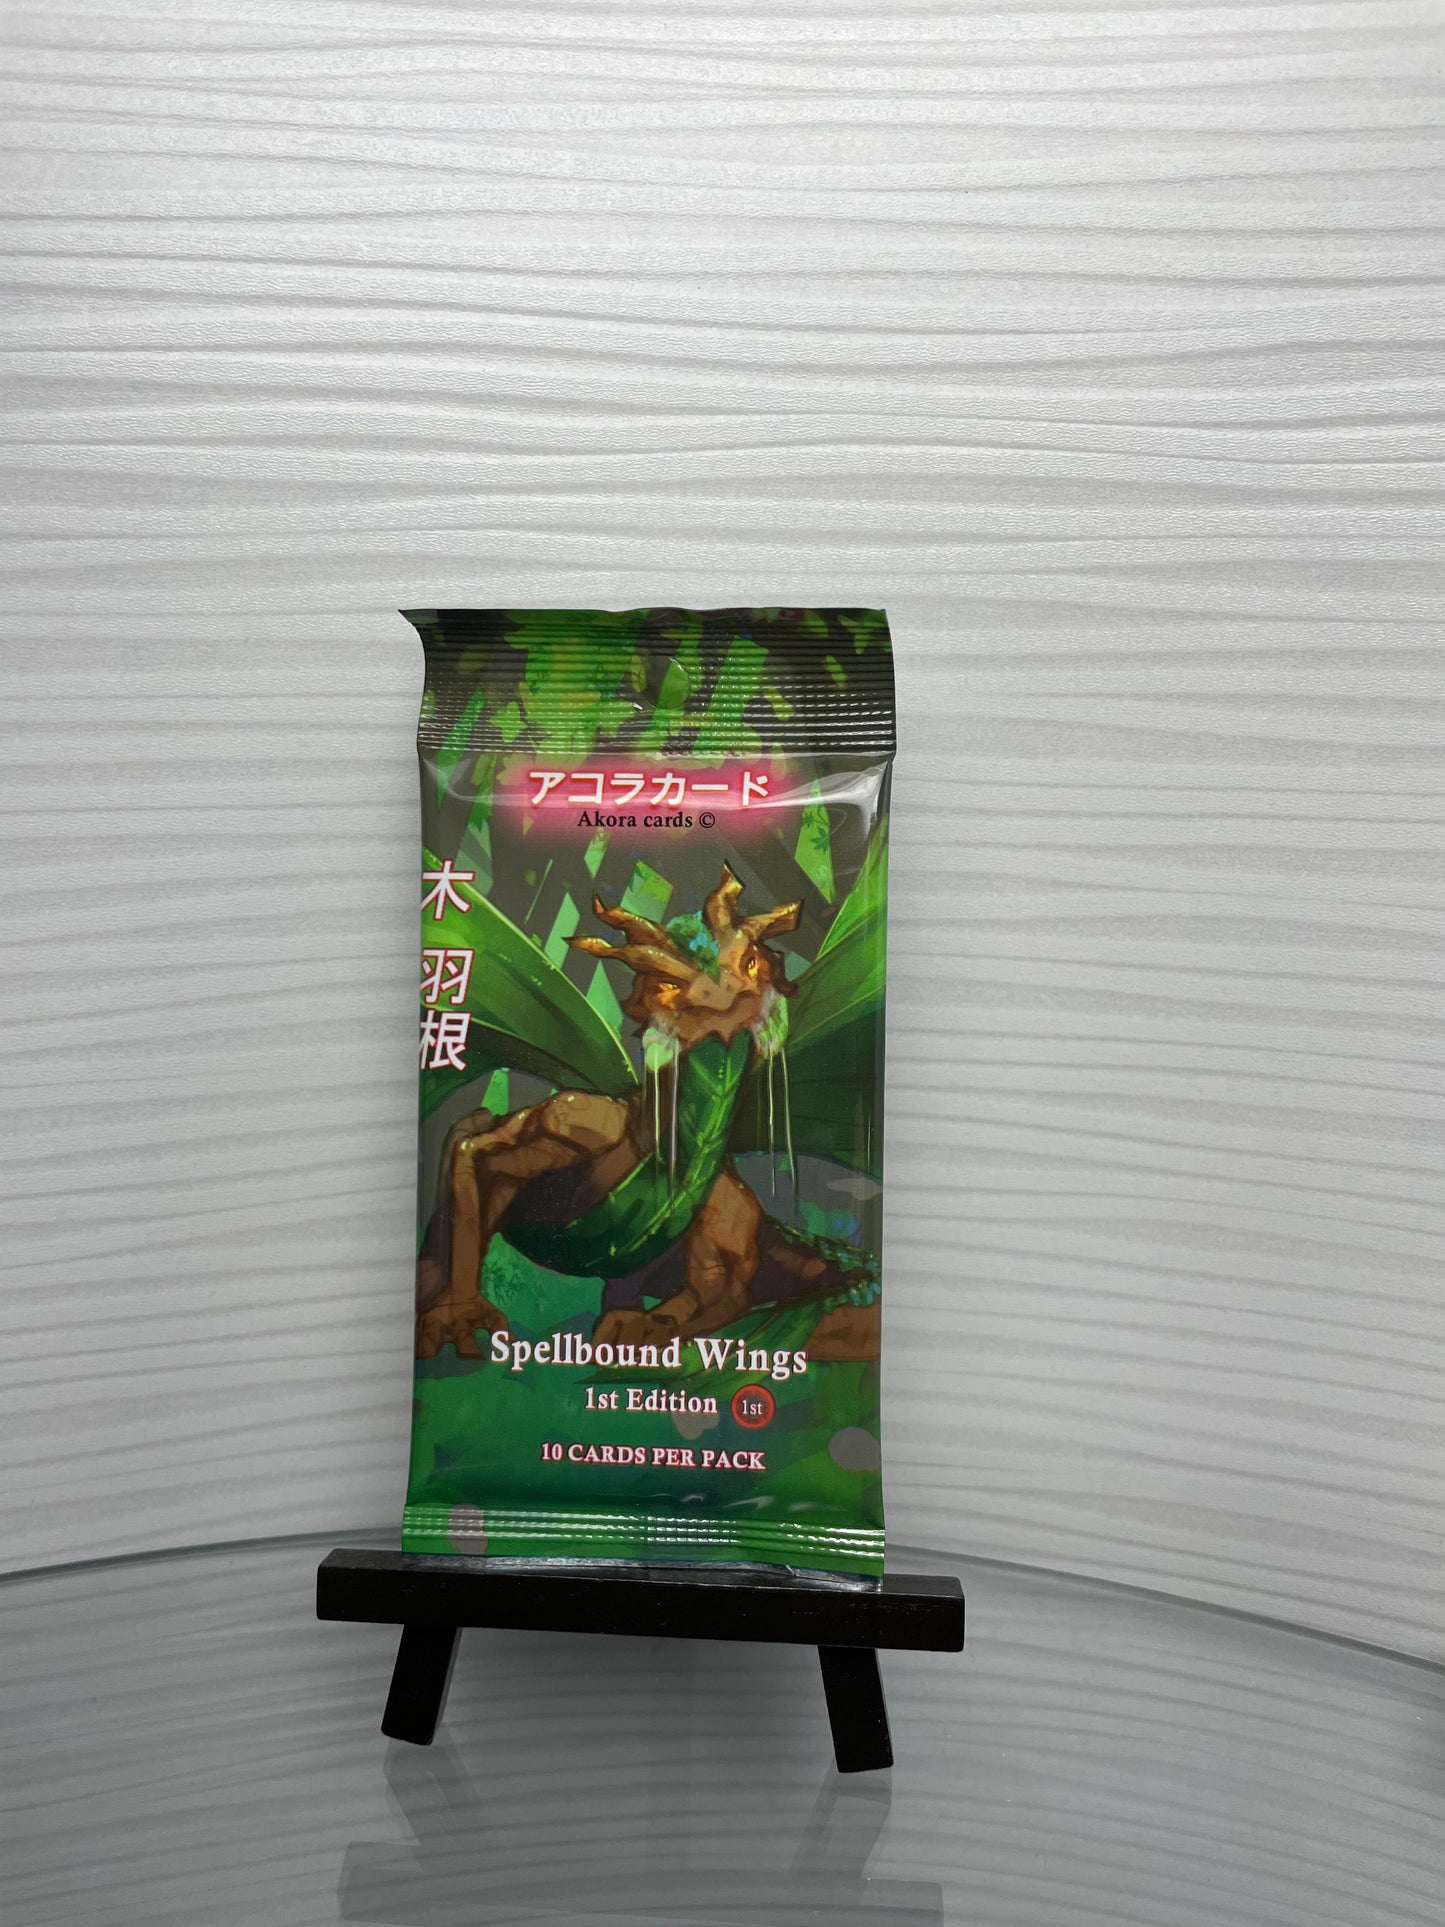 アコラカード
Akora cards ©
木
羽
根
Spellbound Wings
1st Edition 1st
10 CARDS PER PACK